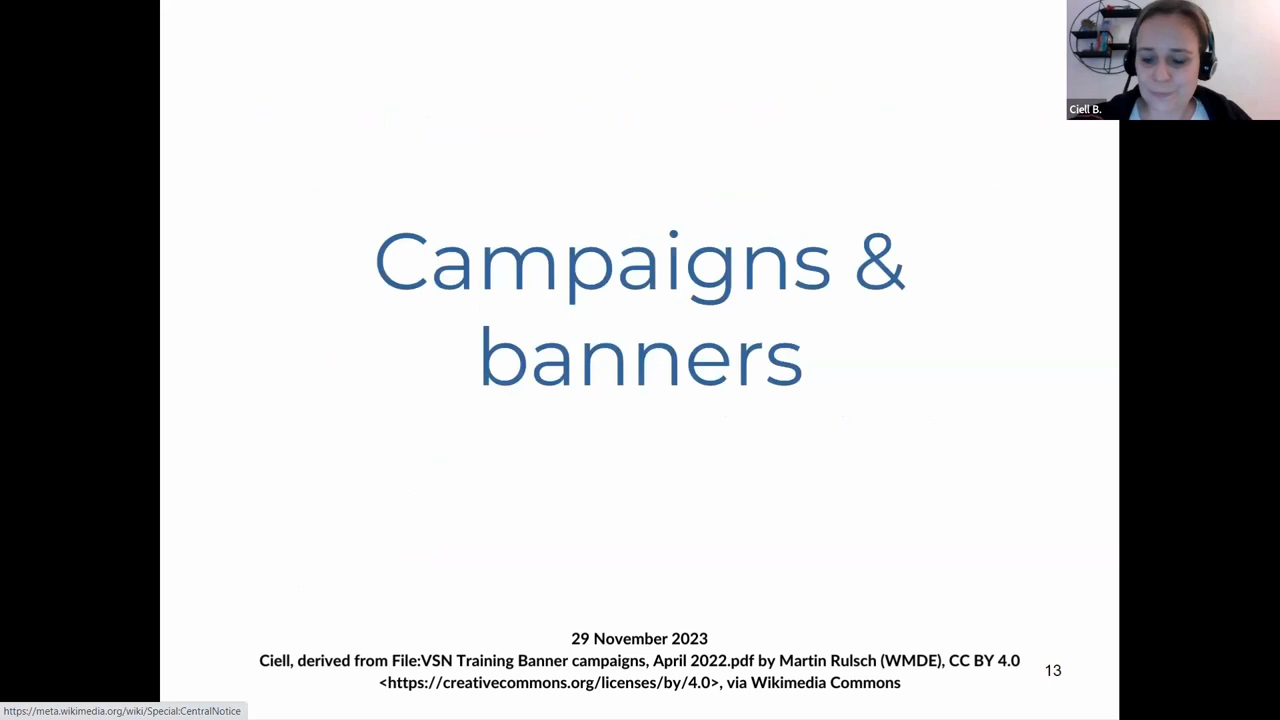 Ciell B.
Campaigns &
banners
29 November 2023
Ciell, derived from File:VSN Training Banner campaigns, April 2022.pdf by Martin Rulsch (WMDE), CC BY 4.0
<https://creativecommons.org/licenses/by/4.0>, via Wikimedia Commons
13
https://meta.wikimedia.org/wiki/Special:CentralNotice